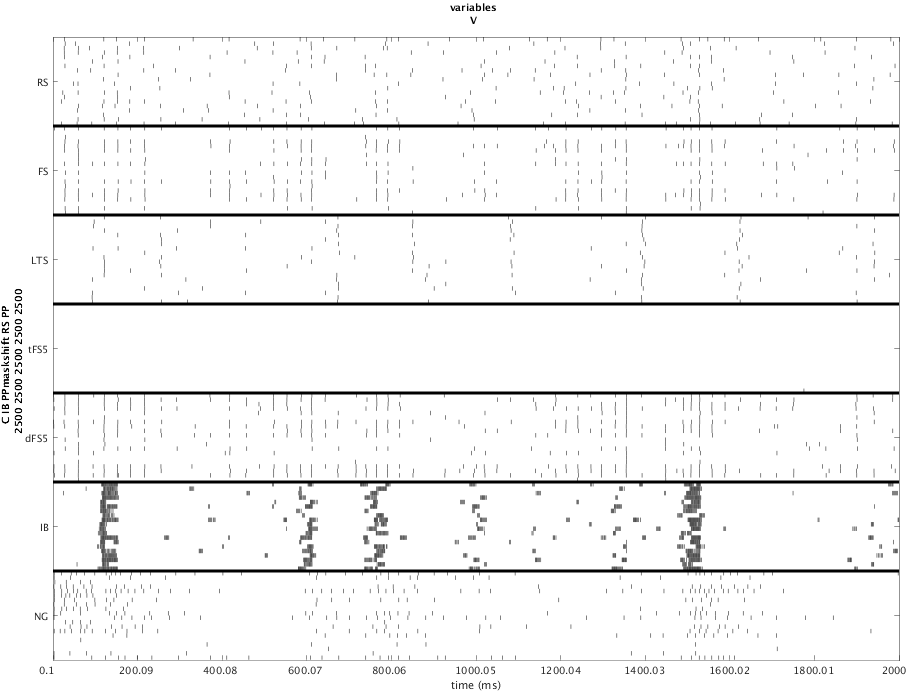 variables
V
RS
FS
LTS
tFS5
dFS5
IB
NG
C IB PPmaskshift RS PP
2500 2500 2500 2500 2500 2500
0.1 200.09 400.08 600.07 800.06 1000.05 1200.04 1400.03 1600.02 1800.01 2000
time (ms)